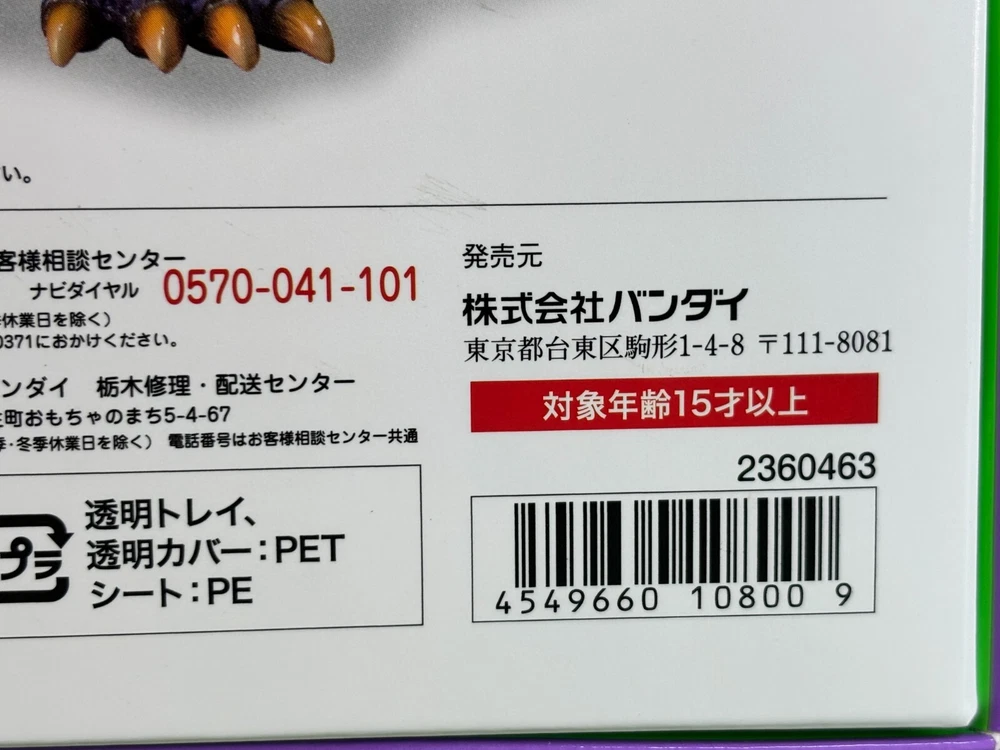 い。
客様相談センター
ナビダイヤル 0570-041-101
休業日を除く）
0371におかけください。
ンダイ 栃木修理・配送センター
町おもちゃのまち5-4-67
季・冬季休業日を除く） 電話番号はお客様相談センター共通
プラ
透明トレイ、
透明カバー：PET
シート：PE
発売元
株式会社バンダイ
東京都台東区駒形1-4-8 〒111-8081
対象年齢15才以上
2360463
4549660 10800 9